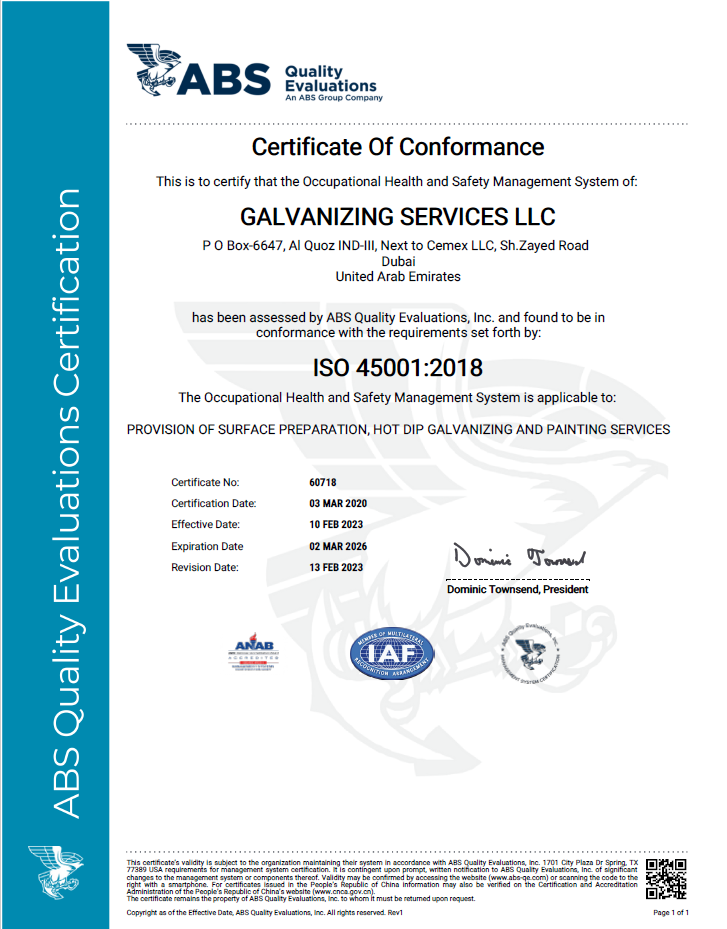 ABS Quality Evaluations Certification
ABS Quality
Evaluations
An ABS Group Company
Certificate Of Conformance
This is to certify that the Occupational Health and Safety Management System of:
GALVANIZING SERVICES LLC
P O Box-6647, Al Quoz IND-III, Next to Cemex LLC, Sh.Zayed Road
Dubai
United Arab Emirates
has been assessed by ABS Quality Evaluations, Inc. and found to be in
conformance with the requirements set forth by:
ISO 45001:2018
The Occupational Health and Safety Management System is applicable to:
PROVISION OF SURFACE PREPARATION, HOT DIP GALVANIZING AND PAINTING SERVICES
Certificate No: 60718
Certification Date: 03 MAR 2020
Effective Date: 10 FEB 2023
Expiration Date 02 MAR 2026
Revision Date: 13 FEB 2023
Dominic Townsend
Dominic Townsend, President
ANAB
ACCREDITED
MEMBER OF MULTILATERAL
IAF
RECOGNITION ARRANGEMENT
ABS Quality Evaluations, Inc.
MANAGEMENT SYSTEM CERTIFICATION
This certificate's validity is subject to the organization maintaining their system in accordance with ABS Quality Evaluations, Inc. 1701 City Plaza Dr Spring, TX
77389 USA requirements for management system certification. It is contingent upon prompt, written notification to ABS Quality Evaluations, Inc. of significant
changes to the management system or components thereof. Validity may be confirmed by accessing the website (www.abs-qe.com) or scanning the code to the
right with a smartphone. For certificates issued in the People's Republic of China information may also be verified on the Certification and Accreditation
Administration of the People's Republic of China's website (www.cnca.gov.cn).
The certificate remains the property of ABS Quality Evaluations, Inc. to whom it must be returned upon request.
Copyright as of the Effective Date, ABS Quality Evaluations, Inc. All rights reserved. Rev1
Page 1 of 1